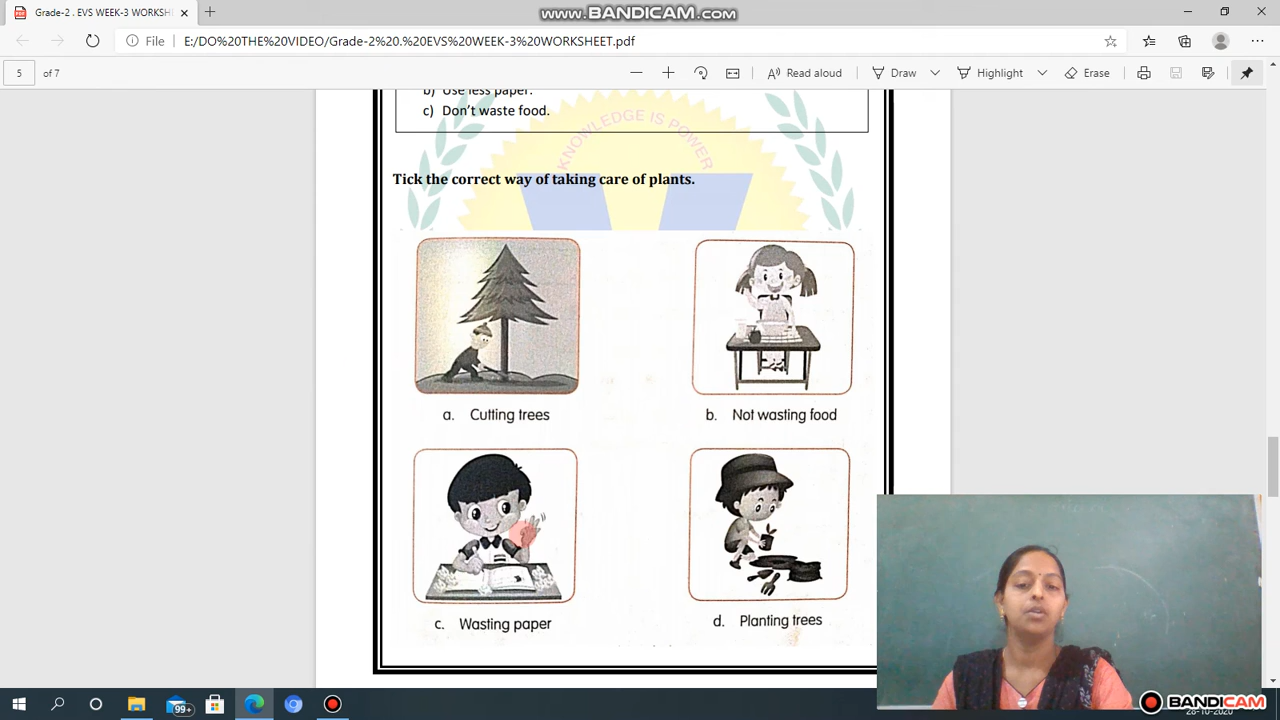 Grade-2 . EVS WEEK-3 WORKSH
www.BANDICAM.com
File
E:/DO%20THE%20VIDEO/Grade-2%20.%20EVS%20WEEK-3%20WORKSHEET.pdf
5
of 7
Read aloud
Draw
Highlight
Erase
b) Use less paper.
c) Don't waste food.
KNOWLEDGE IS POWER
Tick the correct way of taking care of plants.
a. Cutting trees
b. Not wasting food
c. Wasting paper
d. Planting trees
99+
BANDICAM
28-10-2020